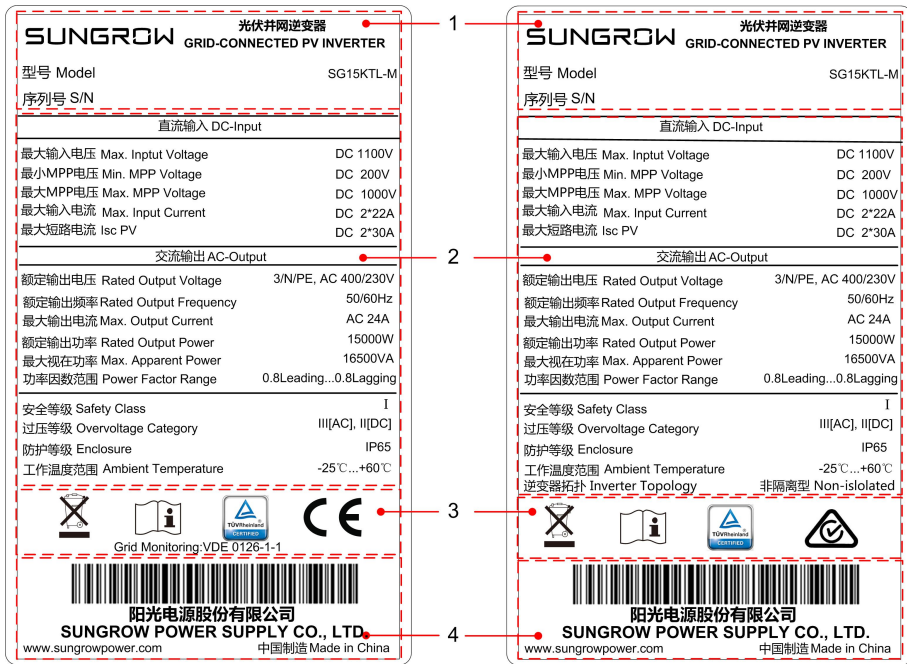 光伏并网逆变器
SUNGROW GRID-CONNECTED PV INVERTER
型号 Model SG15KTL-M
序列号 S/N
直流输入 DC-Input
最大输入电压 Max. Intput Voltage DC 1100V
最小MPP电压 Min. MPP Voltage DC 200V
最大MPP电压 Max. MPP Voltage DC 1000V
最大输入电流 Max. Input Current DC 2*22A
最大短路电流 Isc PV DC 2*30A
交流输出 AC-Output
额定输出电压 Rated Output Voltage 3/N/PE, AC 400/230V
额定输出频率 Rated Output Frequency 50/60Hz
最大输出电流 Max. Output Current AC 24A
额定输出功率 Rated Output Power 15000W
最大视在功率 Max. Apparent Power 16500VA
功率因数范围 Power Factor Range 0.8Leading...0.8Lagging
安全等级 Safety Class I
过压等级 Overvoltage Category III[AC], II[DC]
防护等级 Enclosure IP65
工作温度范围 Ambient Temperature -25℃...+60℃
TÜVRheinland
CERTIFIED
CE
Grid Monitoring:VDE 0126-1-1
阳光电源股份有限公司
SUNGROW POWER SUPPLY CO., LTD.
www.sungrowpower.com 中国制造 Made in China
1
2
3
4
光伏并网逆变器
SUNGROW GRID-CONNECTED PV INVERTER
型号 Model SG15KTL-M
序列号 S/N
直流输入 DC-Input
最大输入电压 Max. Intput Voltage DC 1100V
最小MPP电压 Min. MPP Voltage DC 200V
最大MPP电压 Max. MPP Voltage DC 1000V
最大输入电流 Max. Input Current DC 2*22A
最大短路电流 Isc PV DC 2*30A
交流输出 AC-Output
额定输出电压 Rated Output Voltage 3/N/PE, AC 400/230V
额定输出频率 Rated Output Frequency 50/60Hz
最大输出电流 Max. Output Current AC 24A
额定输出功率 Rated Output Power 15000W
最大视在功率 Max. Apparent Power 16500VA
功率因数范围 Power Factor Range 0.8Leading...0.8Lagging
安全等级 Safety Class I
过压等级 Overvoltage Category III[AC], II[DC]
防护等级 Enclosure IP65
工作温度范围 Ambient Temperature -25℃...+60℃
逆变器拓扑 Inverter Topology 非隔离型 Non-islolated
TÜVRheinland
CERTIFIED
阳光电源股份有限公司
SUNGROW POWER SUPPLY CO., LTD.
www.sungrowpower.com 中国制造 Made in China